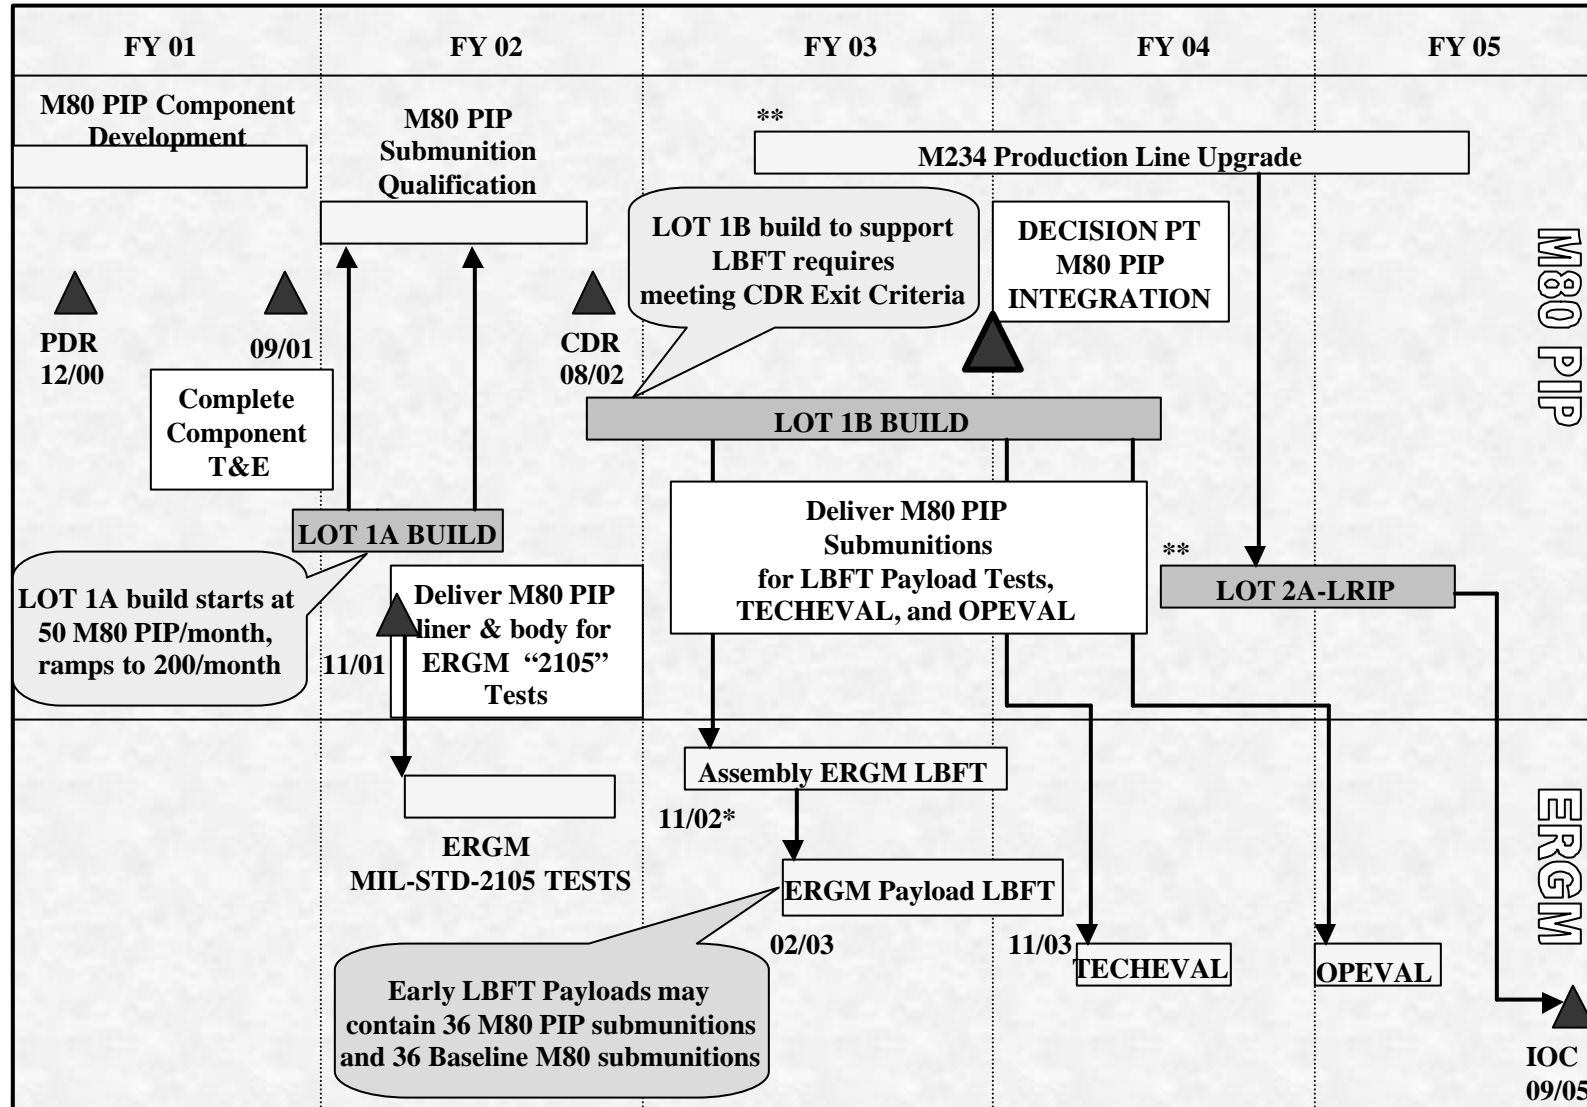 FY 01
FY 02
FY 03
FY 04
FY 05
M80 PIP Component
Development
M80 PIP
Submunition
Qualification
**
M234 Production Line Upgrade
LOT 1B build to support
LBFT requires
meeting CDR Exit Criteria
DECISION PT
M80 PIP
INTEGRATION
M80 PIP
PDR
12/00
09/01
CDR
08/02
Complete
Component
T&E
LOT 1B BUILD
LOT 1A BUILD
Deliver M80 PIP
Submunitions
for LBFT Payload Tests,
TECHEVAL, and OPEVAL
**
LOT 2A-LRIP
LOT 1A build starts at
50 M80 PIP/month,
ramps to 200/month
11/01
Deliver M80 PIP
liner & body for
ERGM “2105”
Tests
Assembly ERGM LBFT
11/02*
ERGM
MIL-STD-2105 TESTS
ERGM Payload LBFT
02/03
11/03
TECHEVAL
OPEVAL
ERGM
Early LBFT Payloads may
contain 36 M80 PIP submunitions
and 36 Baseline M80 submunitions
IOC
09/05